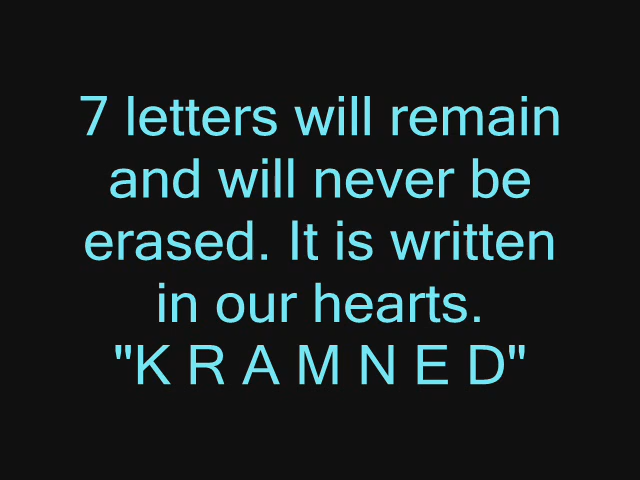 7 letters will remain
and will never be
erased. It is written
in our hearts.
"K R A M N E D"